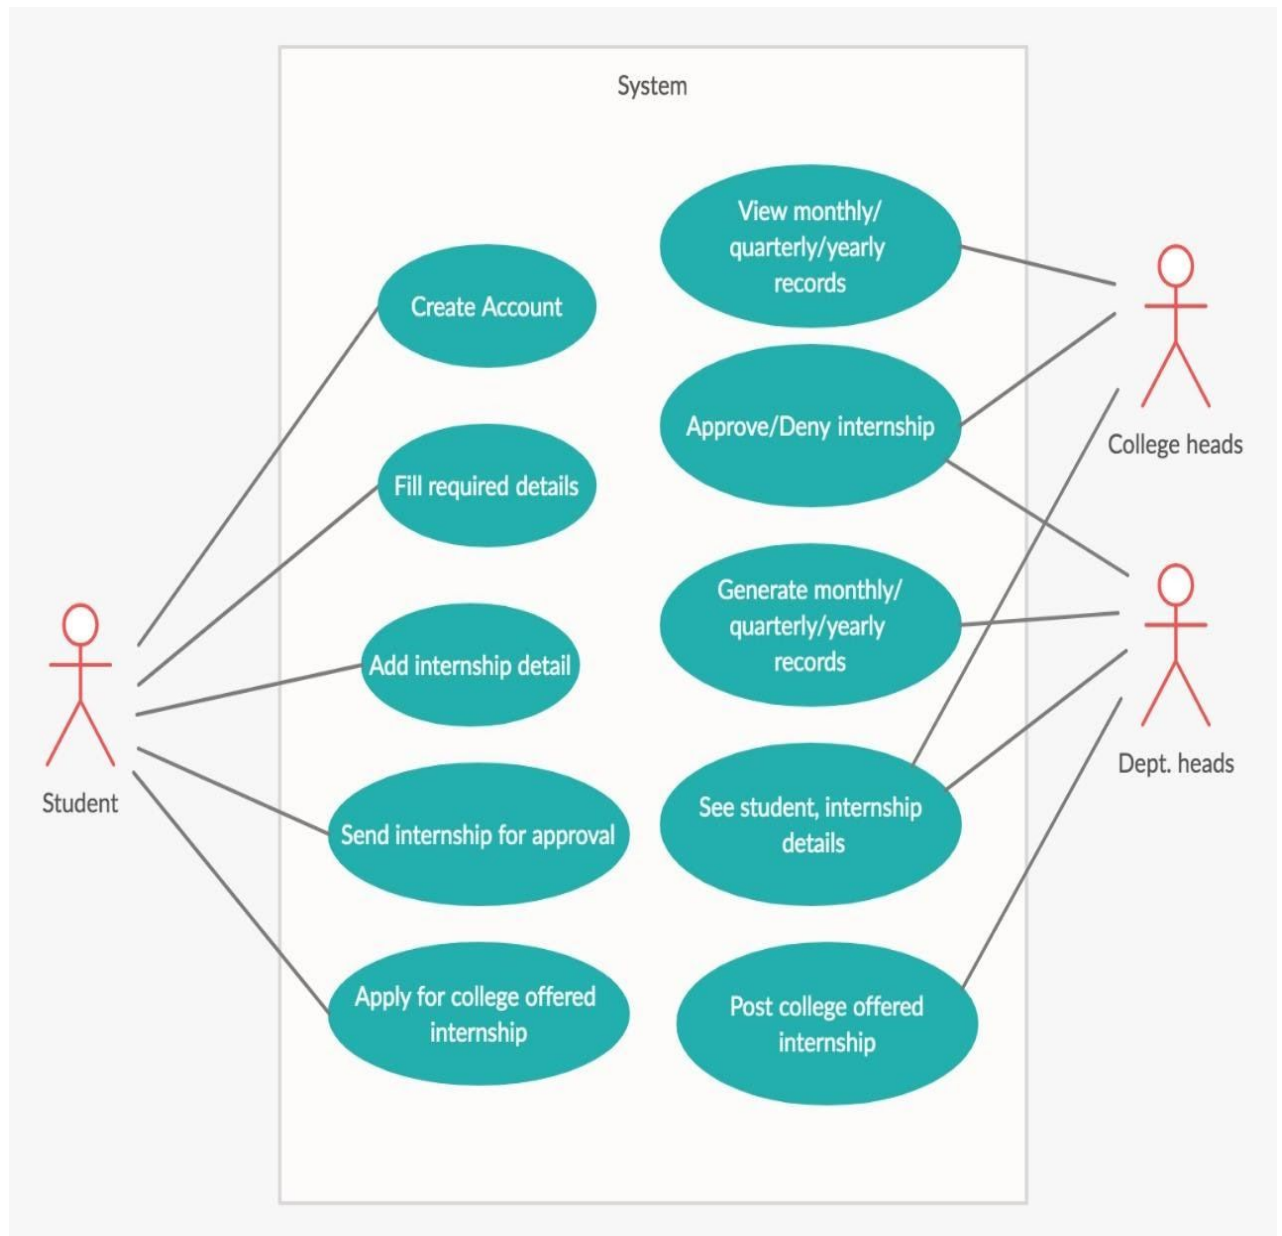 System
Create Account
Fill required details
Add internship detail
Send internship for approval
Apply for college offered
internship
View monthly/
quarterly/yearly
records
Approve/Deny internship
Generate monthly/
quarterly/yearly
records
See student, internship
details
Post college offered
internship
Student
College heads
Dept. heads